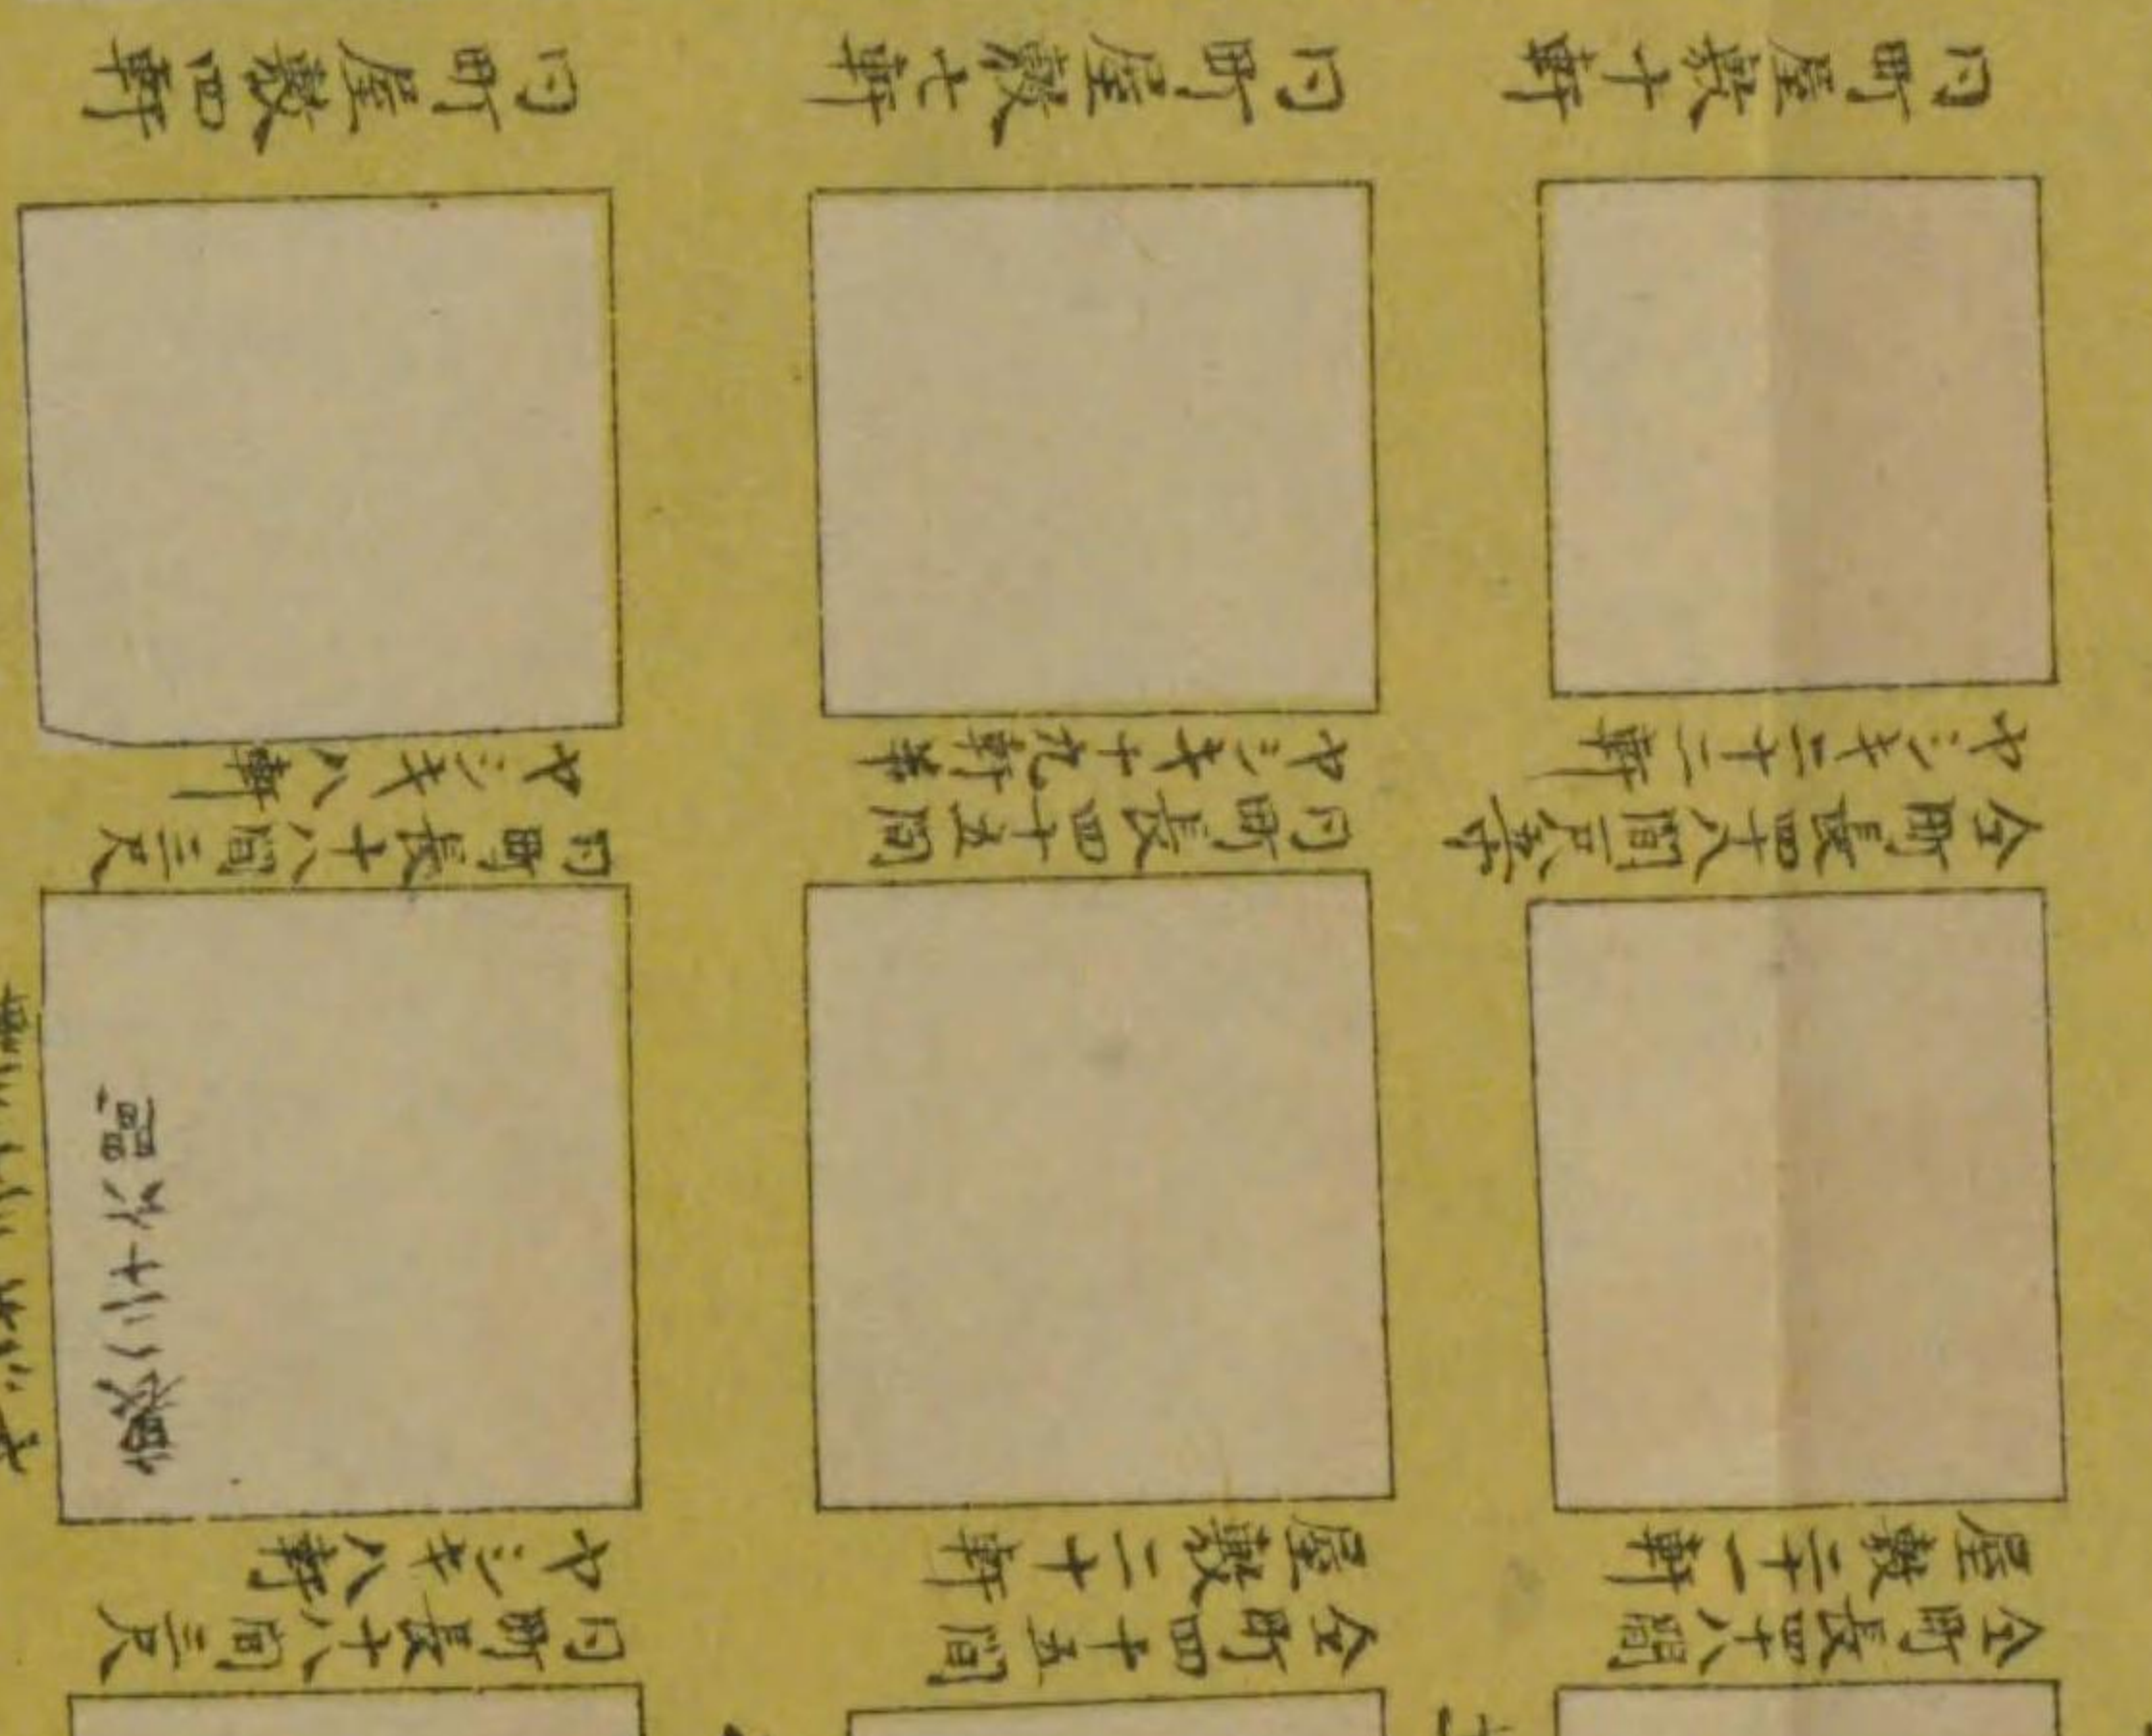 同町屋敷十軒
同町屋敷七軒
同町屋敷四軒
仝町長四十八間
ヤシキ二十二軒
同町長四十五間
ヤシキ十九軒半
同町長十八間三尺
ヤシキ八軒
仝町長四十八間
屋敷二十一軒
仝町四十五間
屋敷二十軒
同町長十八間三尺
ヤシキ八軒